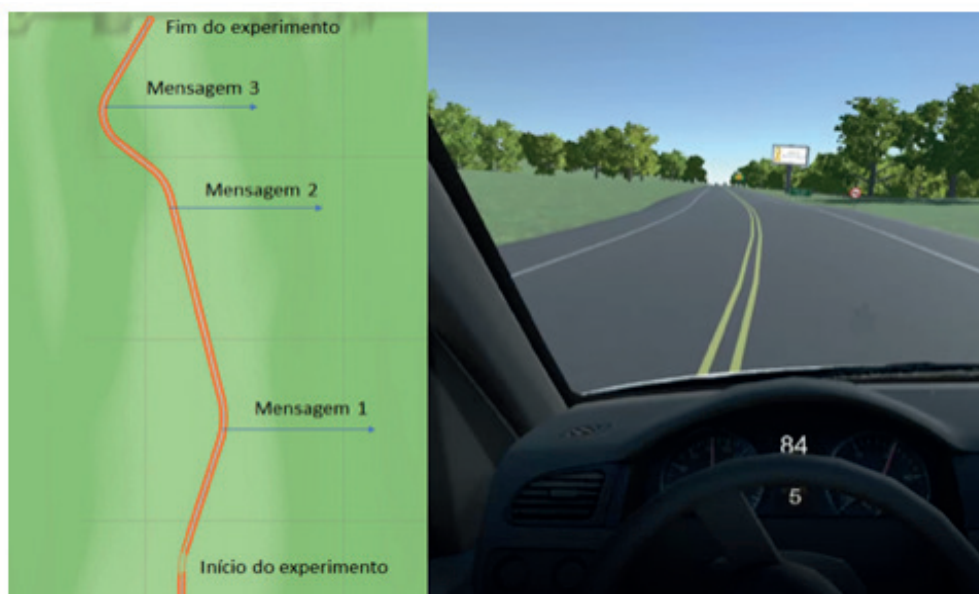 Fim do experimento
Mensagem 3
Mensagem 2
Mensagem 1
Início do experimento
84
5